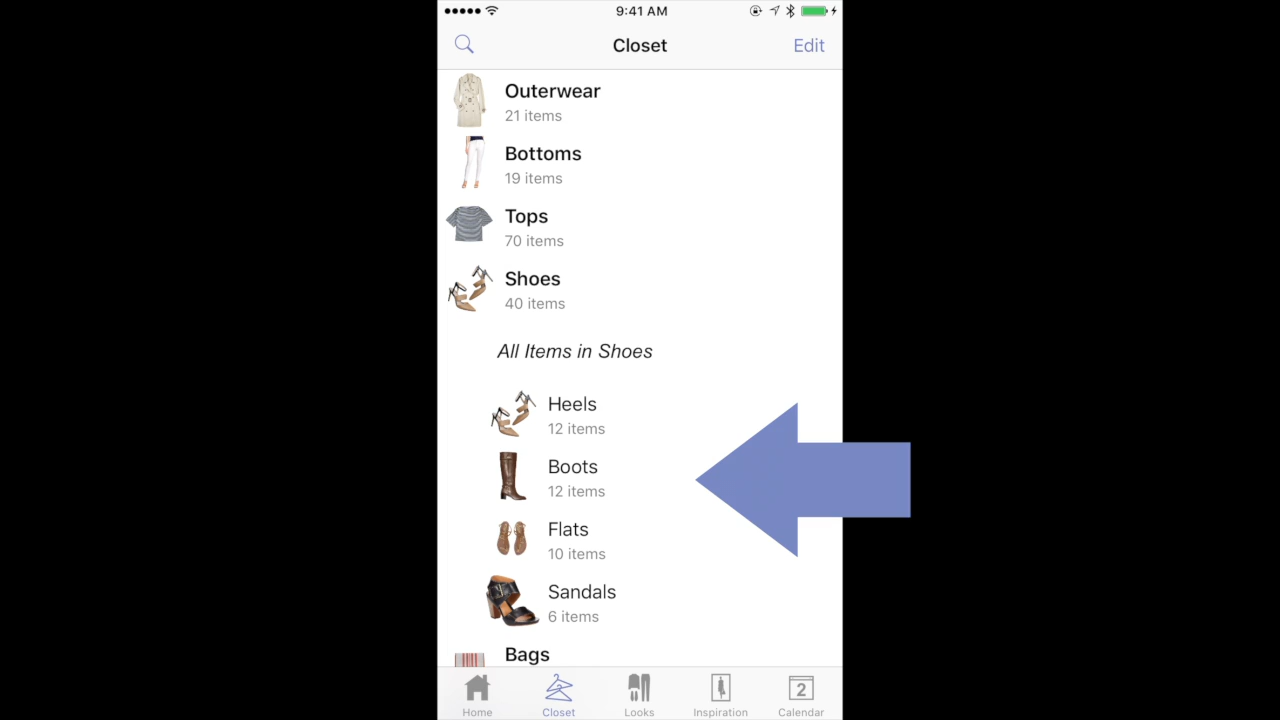 9:41 AM
Closet
Edit
Outerwear
21 items
Bottoms
19 items
Tops
70 items
Shoes
40 items
All Items in Shoes
Heels
12 items
Boots
12 items
Flats
10 items
Sandals
6 items
Bags
2
Home Closet Looks Inspiration Calendar